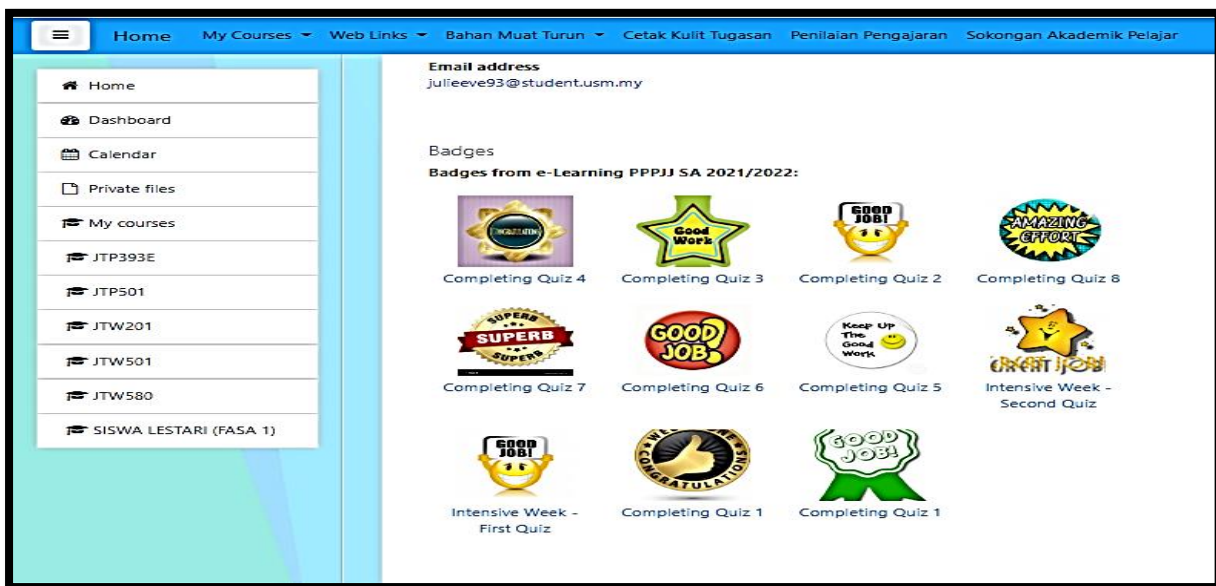 Home My Courses Web Links Bahan Muat Turun Cetak Kulit Tugasan Penilaian Pengajaran Sokongan Akademik Pelajar
Home
Dashboard
Calendar
Private files
My courses
JTP393E
JTP501
JTW201
JTW501
JTW580
SISWA LESTARI (FASA 1)
Email address
julieeve93@student.usm.my
Badges
Badges from e-Learning PPPJJ SA 2021/2022:
Good
Work
GOOD
JOB!
AMAZING
EFFORT
Completing Quiz 4
Completing Quiz 3
Completing Quiz 2
Completing Quiz 8
SUPERB
SUPERB
SUPERB
GOOD
JOB!
Keep Up
The
Good
Work
GREAT JOB!
Completing Quiz 7
Completing Quiz 6
Completing Quiz 5
Intensive Week -
Second Quiz
GOOD
JOB!
CONGRATULATIONS
GOOD
JOB!
Intensive Week -
First Quiz
Completing Quiz 1
Completing Quiz 1